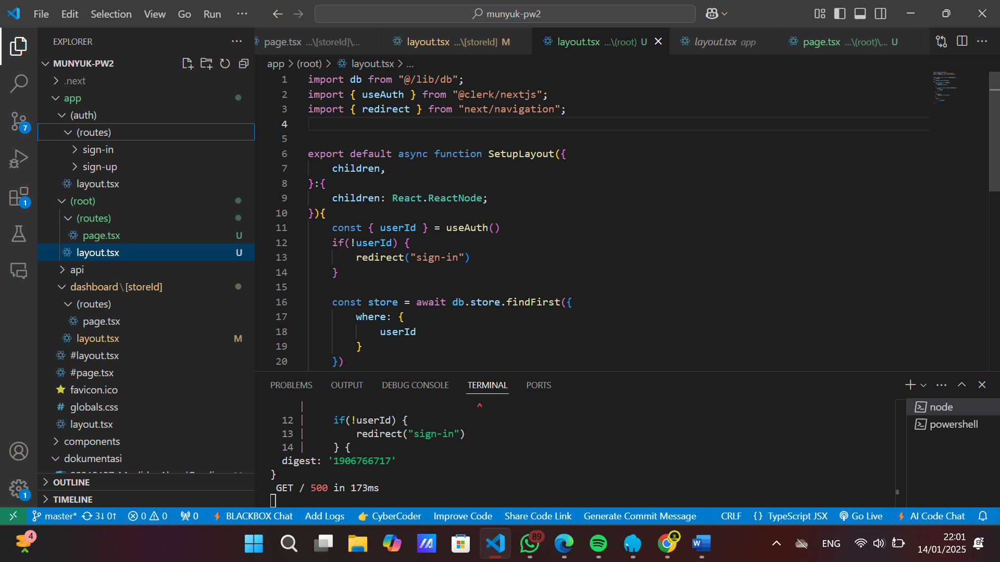 File Edit Selection View Go Run ... munyuk-pw2
EXPLORER ...
MUNYUK-PW2
.next
app
(auth)
(routes)
sign-in
sign-up
layout.tsx
(root)
(routes)
page.tsx U
layout.tsx U
api
dashboard\[storeId]
(routes)
page.tsx
layout.tsx M
#layout.tsx
#page.tsx
favicon.ico
globals.css
layout.tsx
components
dokumentasi
OUTLINE
TIMELINE
7
1
1
page.tsx ...\[storeId]\... layout.tsx ...\[storeId] M layout.tsx ...\(root) U layout.tsx app page.tsx ...\(root)\... U
app > (root) > layout.tsx > ...
1 import db from "@/lib/db";
2 import { useAuth } from "@clerk/nextjs";
3 import { redirect } from "next/navigation";
4
5
6 export default async function SetupLayout({
7 children,
8 }:{
9 children: React.ReactNode;
10 }){
11 const { userId } = useAuth()
12 if(!userId) {
13 redirect("sign-in")
14 }
15
16 const store = await db.store.findFirst({
17 where: {
18 userId
19 }
20 })
PROBLEMS OUTPUT DEBUG CONSOLE TERMINAL PORTS
| ^
12 | if(!userId) {
13 | redirect("sign-in")
14 | } {
digest: '1906766717'
}
GET / 500 in 173ms
node
powershell
master* 3↓ 0↑ 0 0 0 BLACKBOX Chat Add Logs CyberCoder Improve Code Share Code Link Generate Commit Message CRLF {} TypeScript JSX Go Live AI Code Chat
4 89 ENG 22:01
14/01/2025